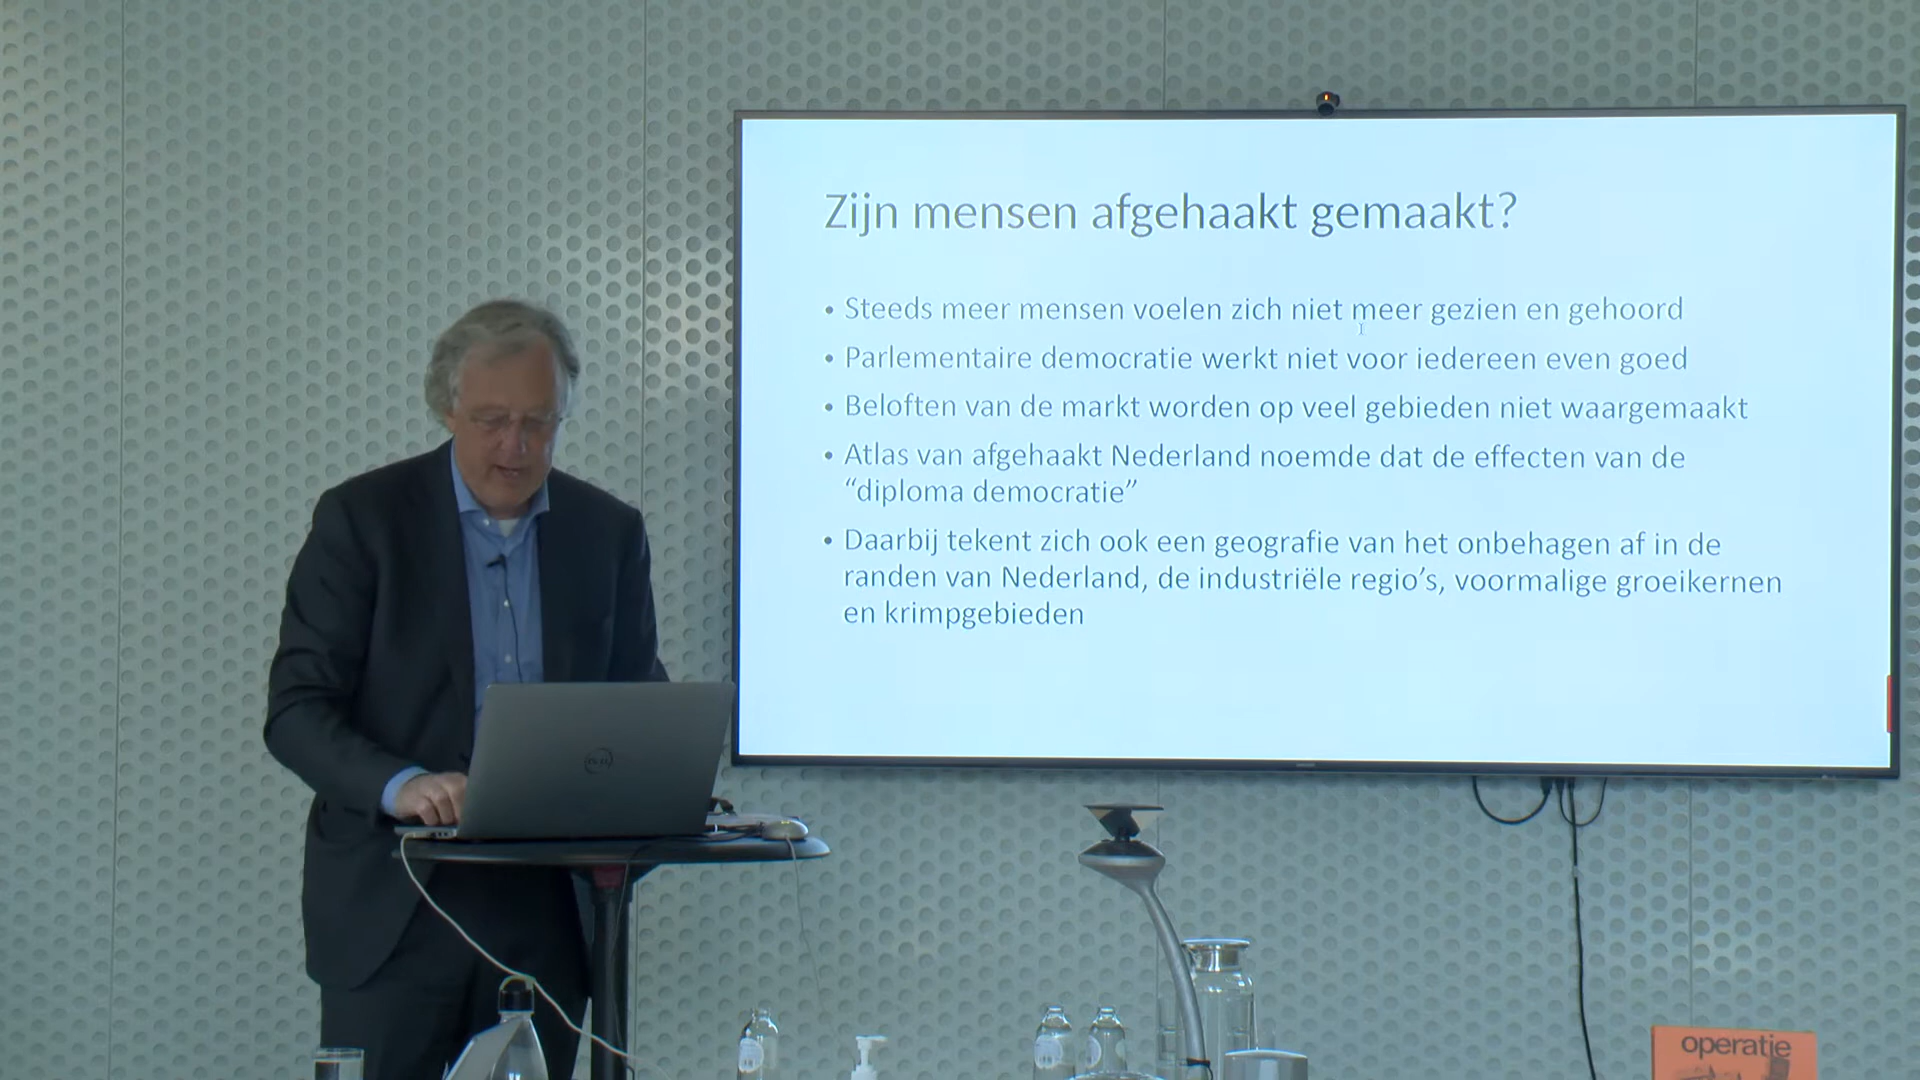 Zijn mensen afgehaakt gemaakt?
• Steeds meer mensen voelen zich niet meer gezien en gehoord
• Parlementaire democratie werkt niet voor iedereen even goed
• Beloften van de markt worden op veel gebieden niet waargemaakt
• Atlas van afgehaakt Nederland noemde dat de effecten van de
“diploma democratie”
• Daarbij tekent zich ook een geografie van het onbehagen af in de
randen van Nederland, de industriële regio’s, voormalige groeikernen
en krimpgebieden
DELL
operatie